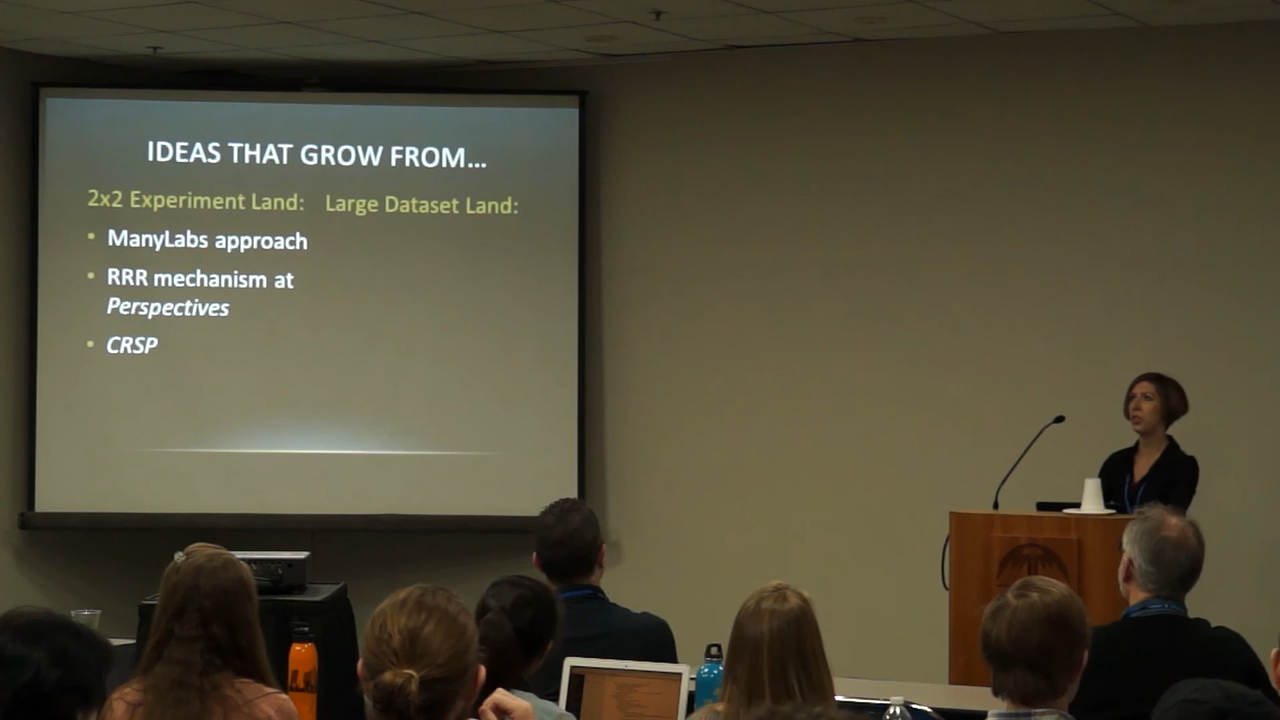 IDEAS THAT GROW FROM...
2x2 Experiment Land: Large Dataset Land:
• ManyLabs approach
• RRR mechanism at
Perspectives
• CRSP